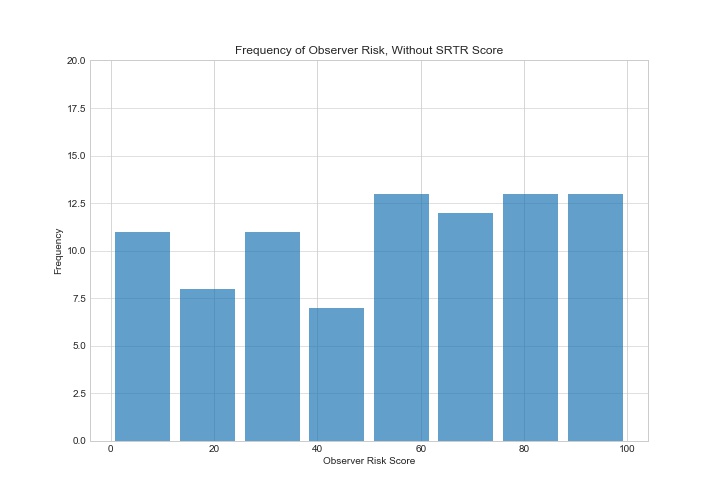 Frequency of Observer Risk, Without SRTR Score
20.0
17.5
15.0
12.5
10.0
7.5
5.0
2.5
0.0
Frequency
0 20 40 60 80 100
Observer Risk Score